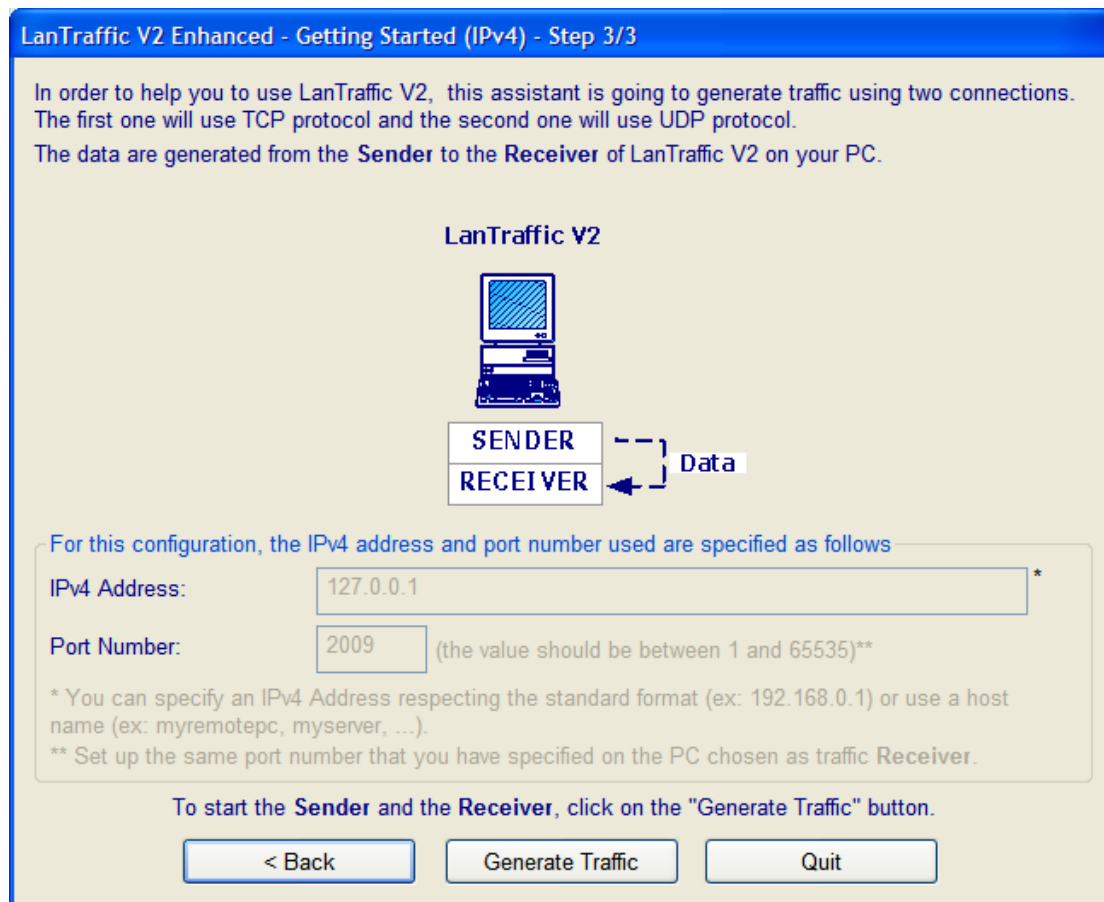 LanTraffic V2 Enhanced - Getting Started (IPv4) - Step 3/3
In order to help you to use LanTraffic V2,  this assistant is going to generate traffic using two connections.
The first one will use TCP protocol and the second one will use UDP protocol.
The data are generated from the Sender to the Receiver of LanTraffic V2 on your PC.
LanTraffic V2
SENDER
RECEIVER
Data
For this configuration, the IPv4 address and port number used are specified as follows
IPv4 Address: 127.0.0.1 *
Port Number: 2009 (the value should be between 1 and 65535)**
* You can specify an IPv4 Address respecting the standard format (ex: 192.168.0.1) or use a host
name (ex: myremotepc, myserver, ...).
** Set up the same port number that you have specified on the PC chosen as traffic Receiver.
To start the Sender and the Receiver, click on the "Generate Traffic" button.
< Back Generate Traffic Quit